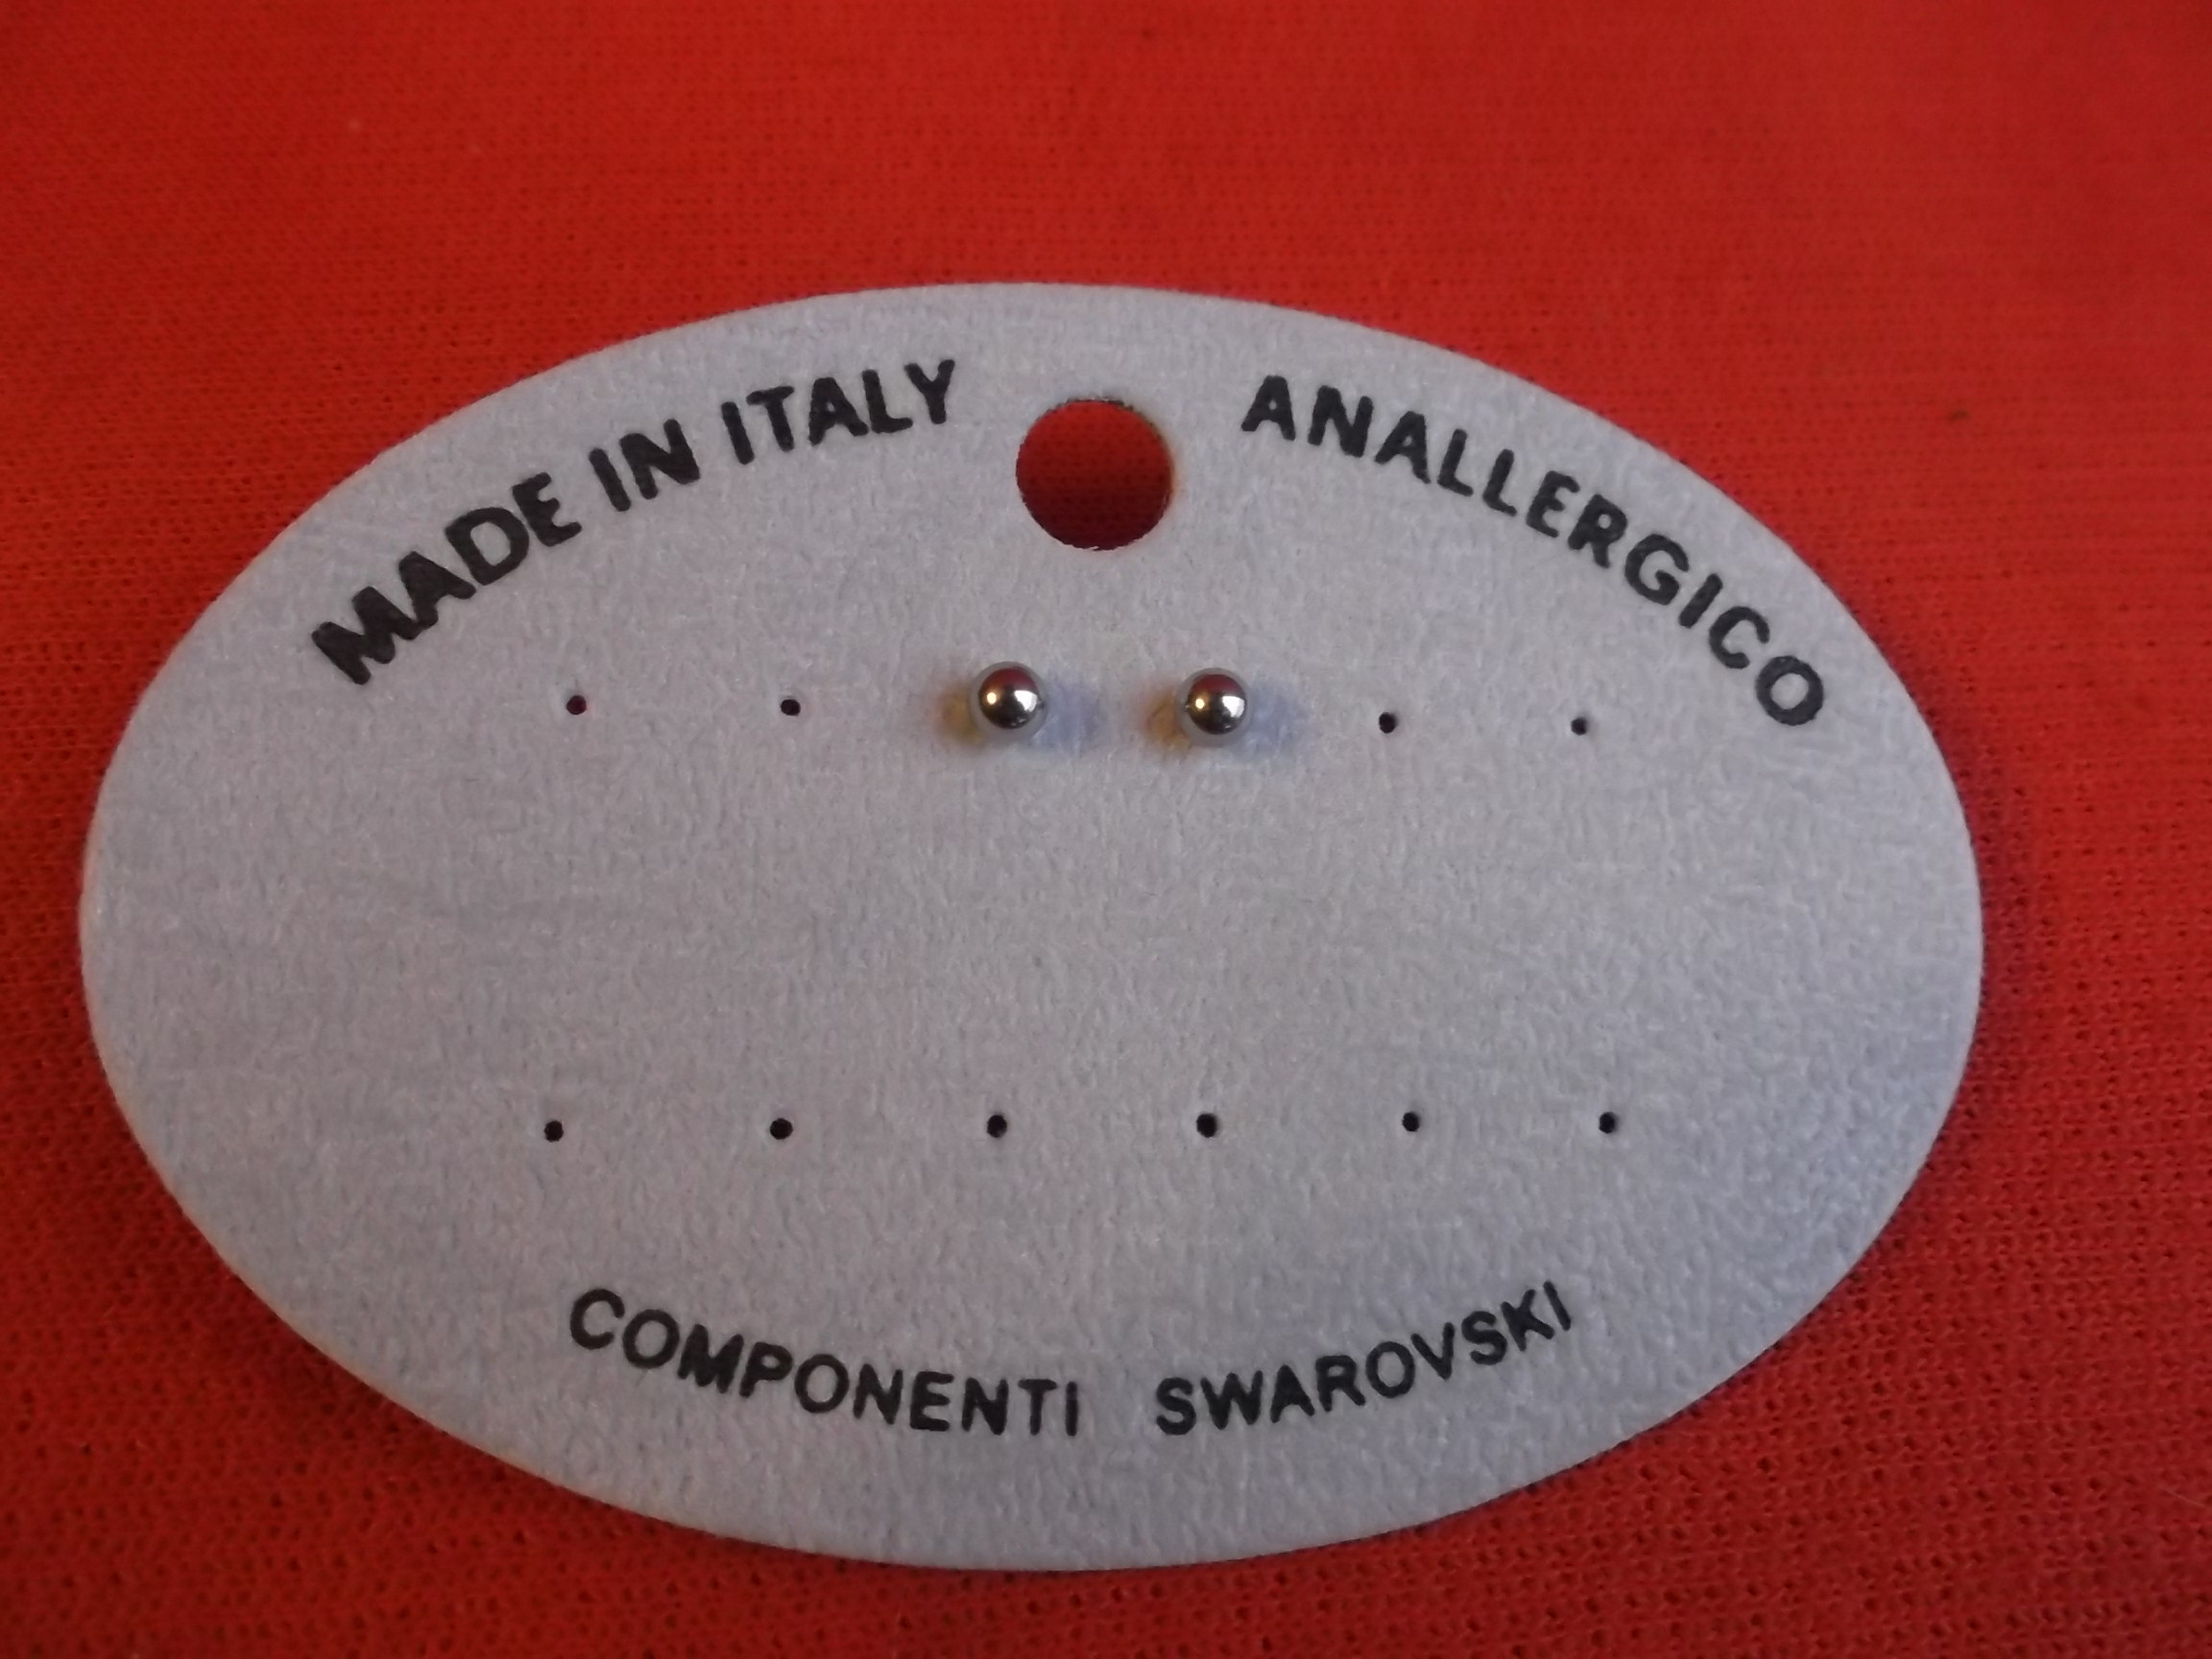 MADE IN ITALY
ANALLERGICO
COMPONENTI SWAROVSKI